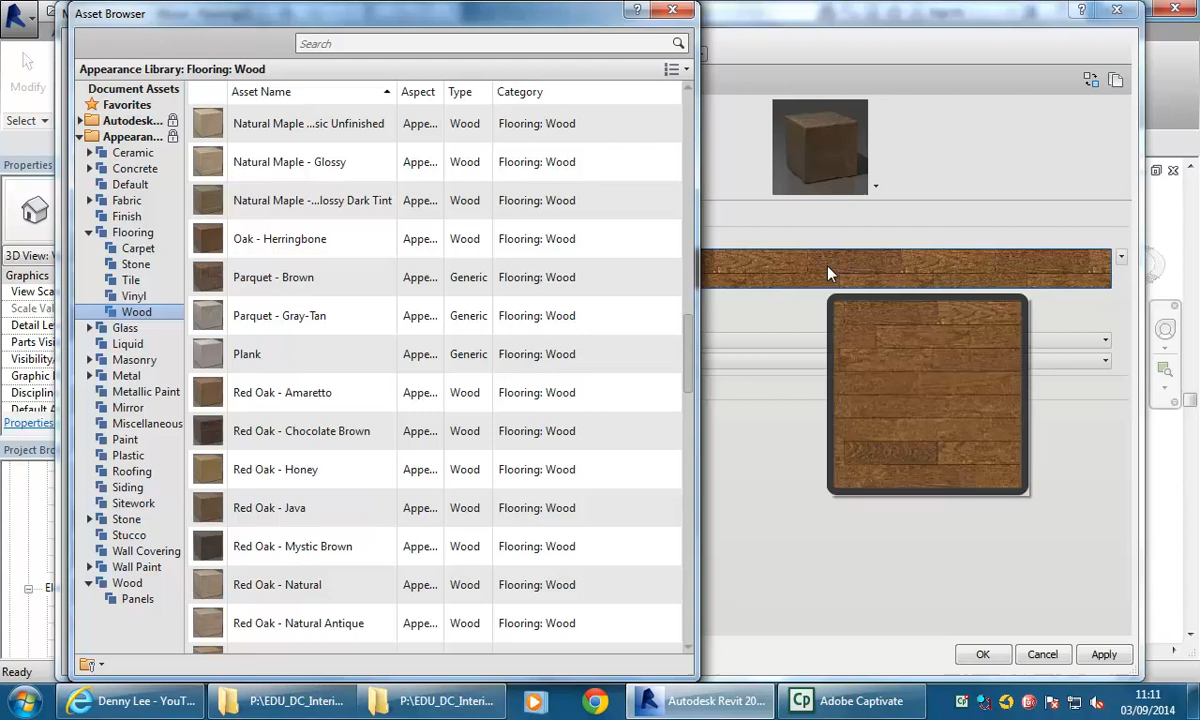 Asset Browser
Search
Appearance Library: Flooring: Wood
Document Assets
Favorites
Autodesk...
Appearan...
Ceramic
Concrete
Default
Fabric
Finish
Flooring
Carpet
Stone
Tile
Vinyl
Wood
Glass
Liquid
Masonry
Metal
Metallic Paint
Mirror
Miscellaneous
Paint
Plastic
Roofing
Siding
Sitework
Stone
Stucco
Wall Covering
Wall Paint
Wood
Panels
Asset Name Aspect Type Category
Natural Maple ...sic Unfinished Appe... Wood Flooring: Wood
Natural Maple - Glossy Appe... Wood Flooring: Wood
Natural Maple -...lossy Dark Tint Appe... Wood Flooring: Wood
Oak - Herringbone Appe... Wood Flooring: Wood
Parquet - Brown Appe... Generic Flooring: Wood
Parquet - Gray-Tan Appe... Generic Flooring: Wood
Plank Appe... Generic Flooring: Wood
Red Oak - Amaretto Appe... Wood Flooring: Wood
Red Oak - Chocolate Brown Appe... Wood Flooring: Wood
Red Oak - Honey Appe... Wood Flooring: Wood
Red Oak - Java Appe... Wood Flooring: Wood
Red Oak - Mystic Brown Appe... Wood Flooring: Wood
Red Oak - Natural Appe... Wood Flooring: Wood
Red Oak - Natural Antique Appe... Wood Flooring: Wood
Modify
Select
Properties
3D View:
Graphics
View Sca
Scale Val
Detail Let
Parts Visi
Visibility/
Graphic
Disciplin
Properties
Project Bro
Ready
OK Cancel Apply
Denny Lee - YouT...
P:\EDU_DC_Interi...
P:\EDU_DC_Interi...
Autodesk Revit 20...
Cp Adobe Captivate
11:11
03/09/2014